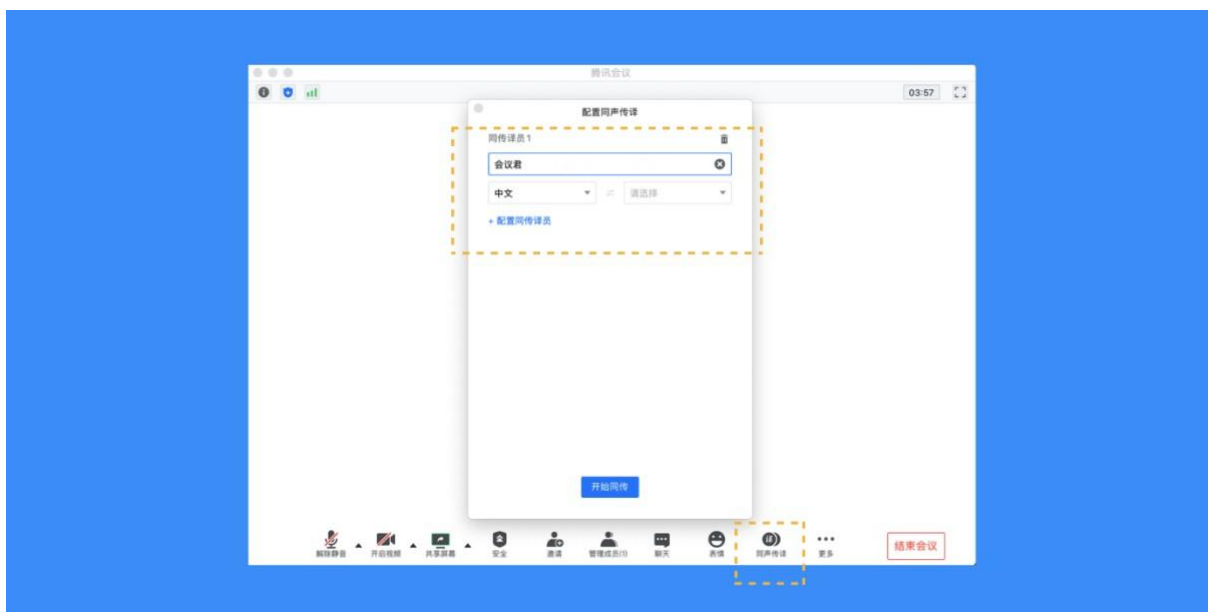 腾讯会议
03:57
配置同声传译
同传译员 1
会议君
中文
请选择
+ 配置同传译员
开始同传
解除静音
开启视频
共享屏幕
安全
邀请
管理成员(1)
聊天
表情
同声传译
更多
结束会议